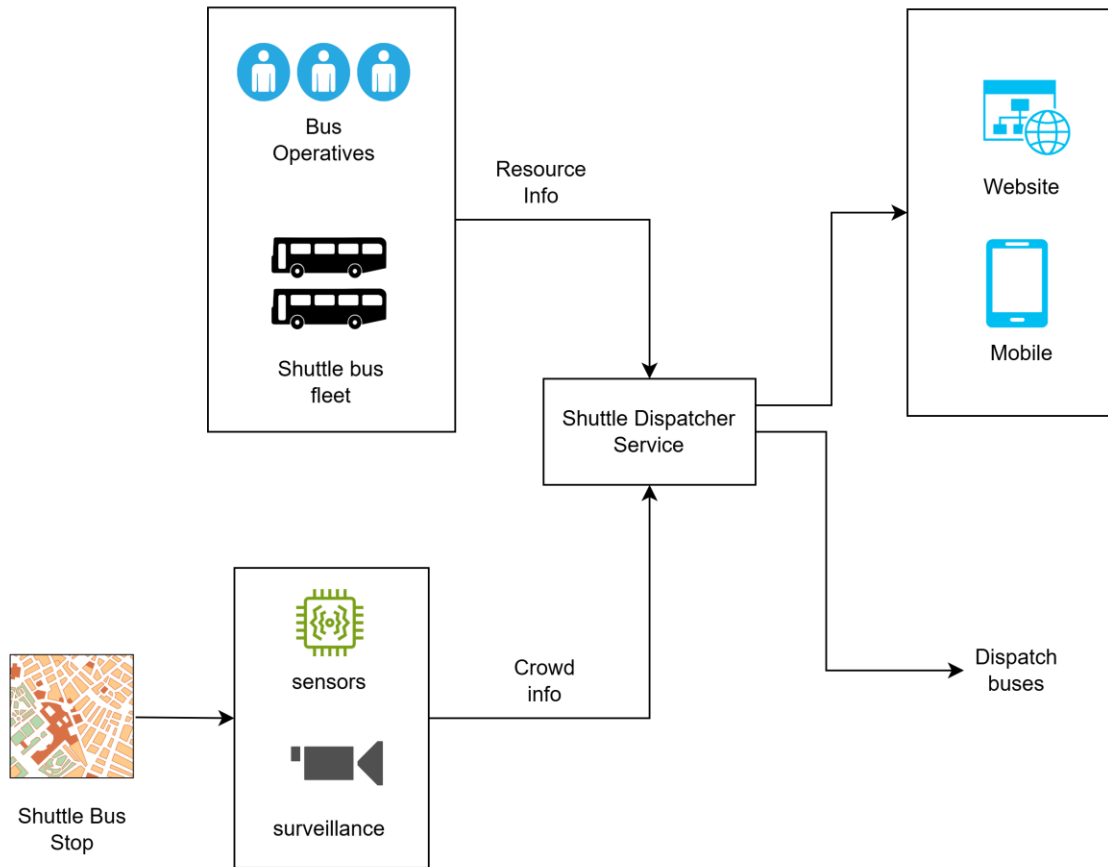 Bus
Operatives
Shuttle bus
fleet
Resource
Info
Website
Mobile
Shuttle Dispatcher
Service
sensors
surveillance
Crowd
info
Dispatch
buses
Shuttle Bus
Stop